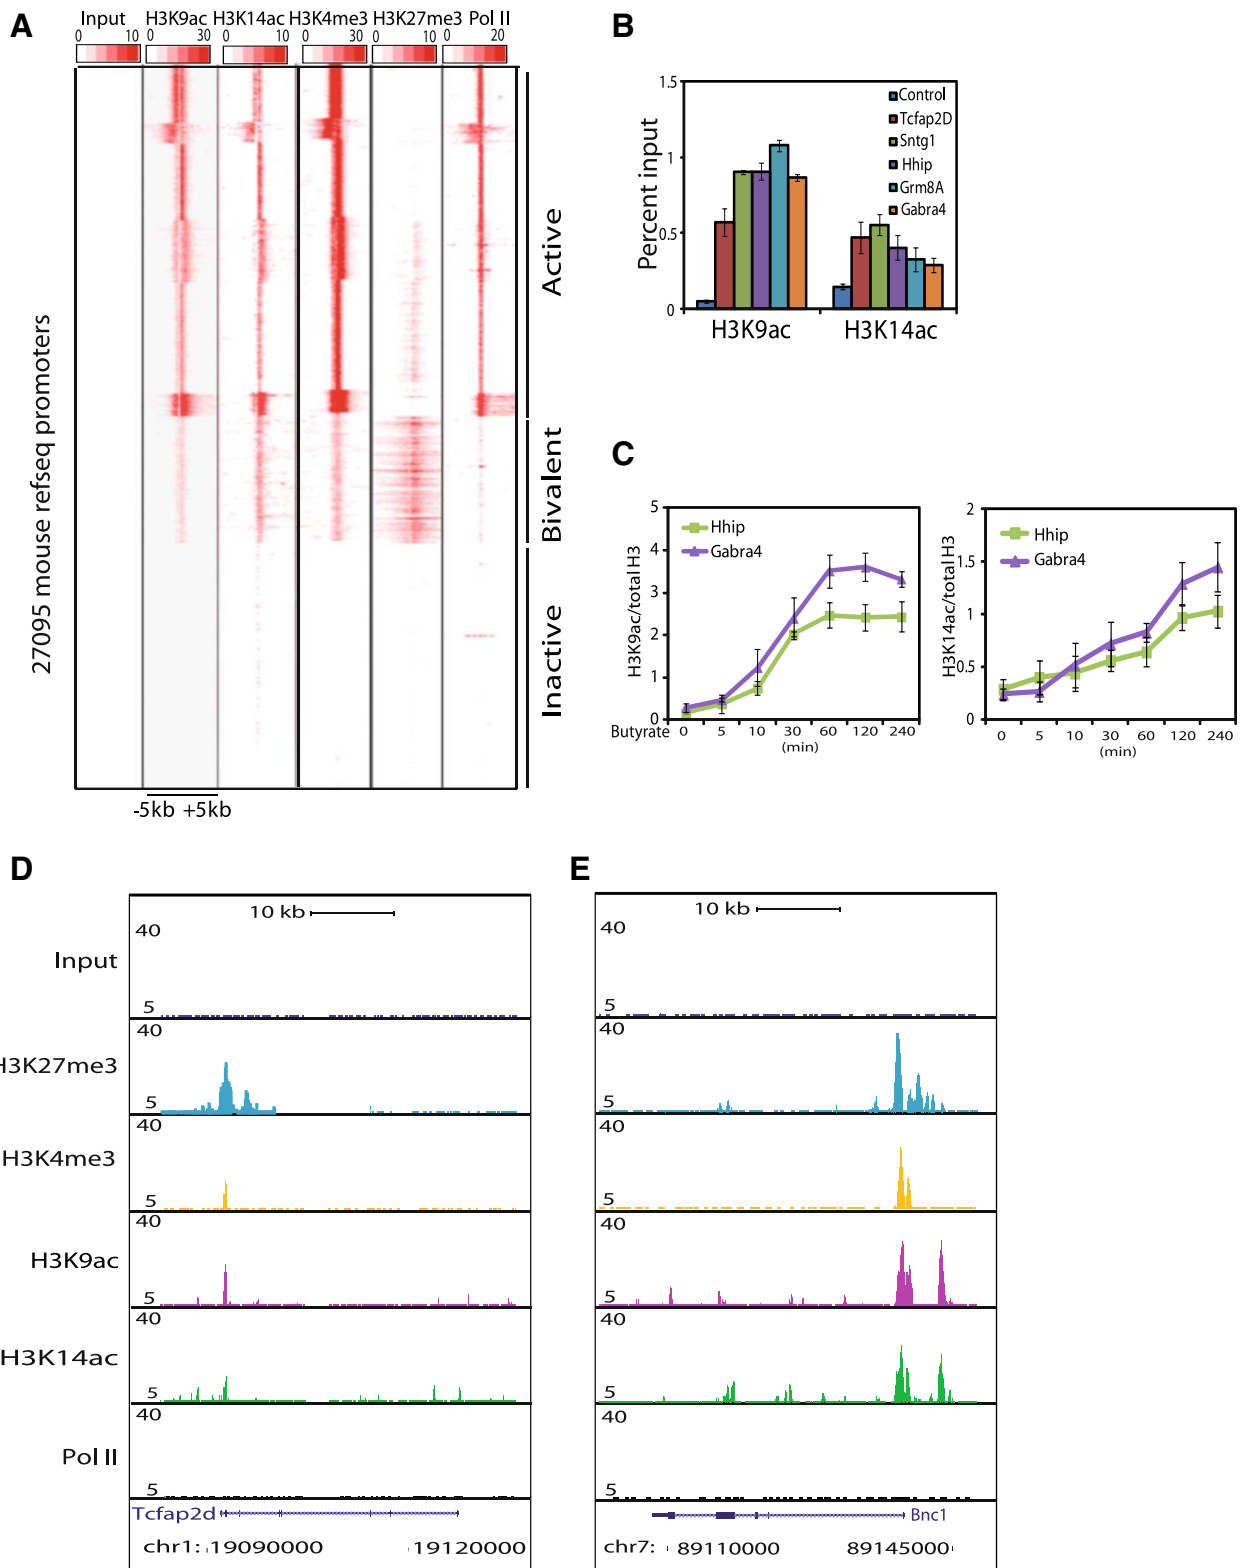 A
Input H3K9ac H3K14ac H3K4me3 H3K27me3 Pol II
0 10 0 30 0 10 0 30 0 10 0 20
27095 mouse refseq promoters
Active
Bivalent
Inactive
-5kb +5kb
B
Percent input
1.5
1
0.5
0
Control
Tcfap2D
Sntg1
Hhip
Grm8A
Gabra4
H3K9ac H3K14ac
C
H3K9ac/total H3
5
4
3
2
1
0
Hhip
Gabra4
Butyrate 0 5 10 30 60 120 240
(min)
H3K14ac/total H3
2
1.5
1
0.5
0
Hhip
Gabra4
0 5 10 30 60 120 240
(min)
D
10 kb
Input
40
5
H3K27me3
40
5
H3K4me3
40
5
H3K9ac
40
5
H3K14ac
40
5
Pol II
40
5
Tcfap2d
chr1: 19090000 19120000
E
10 kb
40
5
40
5
40
5
40
5
40
5
40
5
Bnc1
chr7: 89110000 89145000